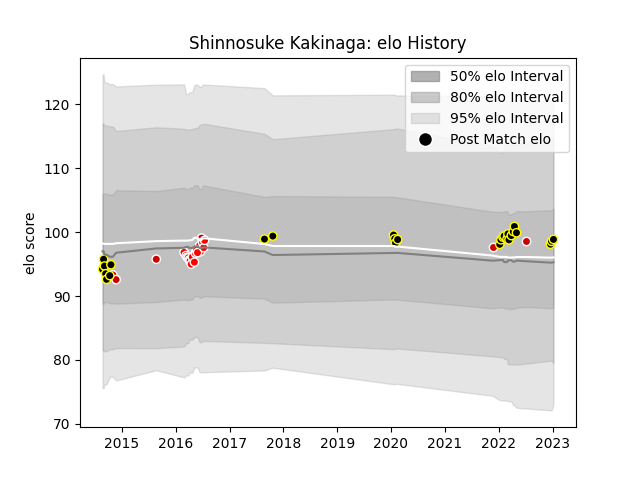 Shinnosuke Kakinaga: elo History
50% elo Interval
80% elo Interval
95% elo Interval
Post Match elo
elo score
120
110
100
90
80
70
2015 2016 2017 2018 2019 2020 2021 2022 2023